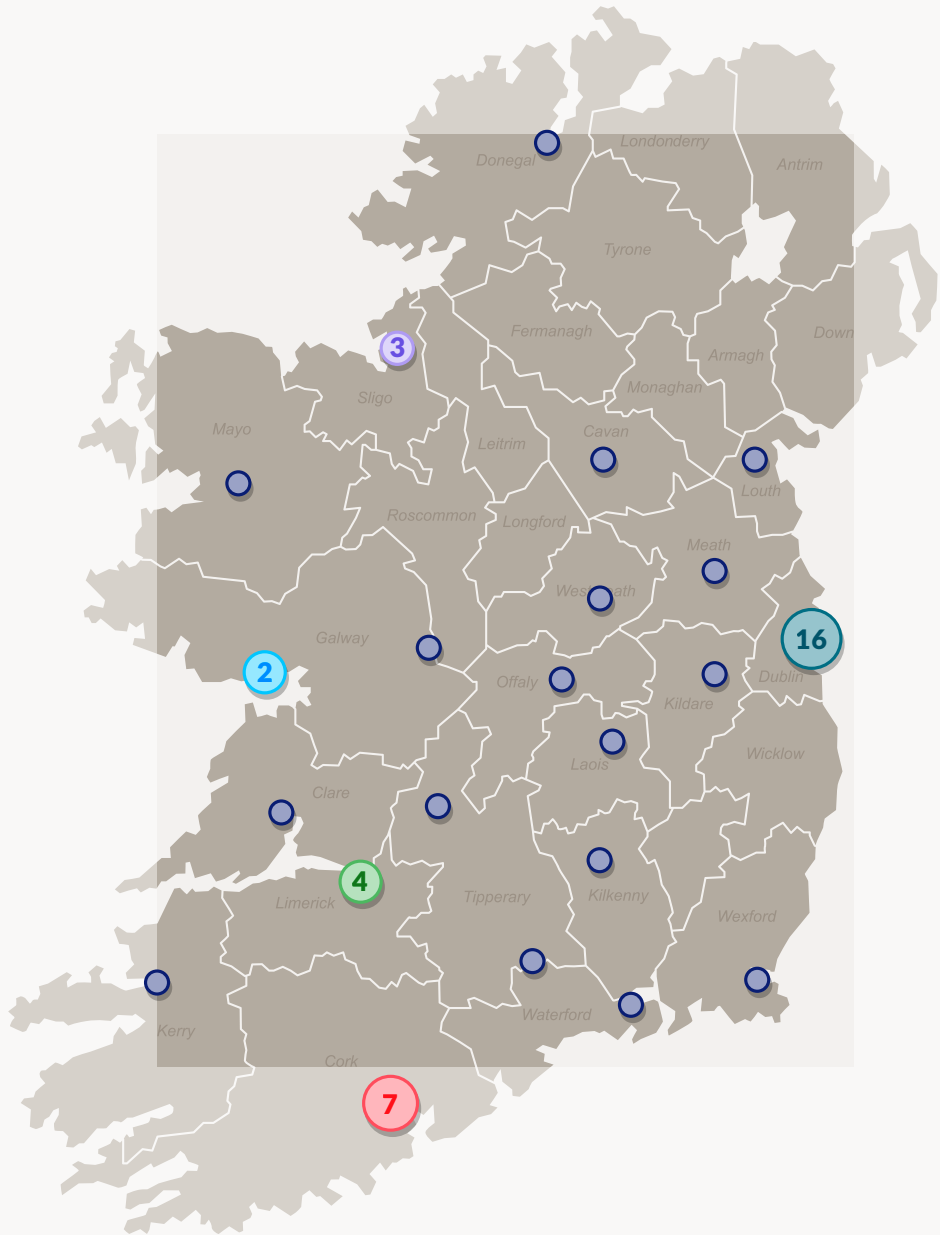 Londonderry
Donegal
Antrim
Tyrone
Fermanagh
Down
3
Armagh
Monaghan
Sligo
Mayo
Cavan
Leitrim
Louth
Roscommon
Longford
Meath
Westmeath
Galway
16
2
Offaly
Dublin
Kildare
Wicklow
Laois
Clare
4
Limerick
Tipperary
Kilkenny
Wexford
Waterford
Kerry
Cork
7